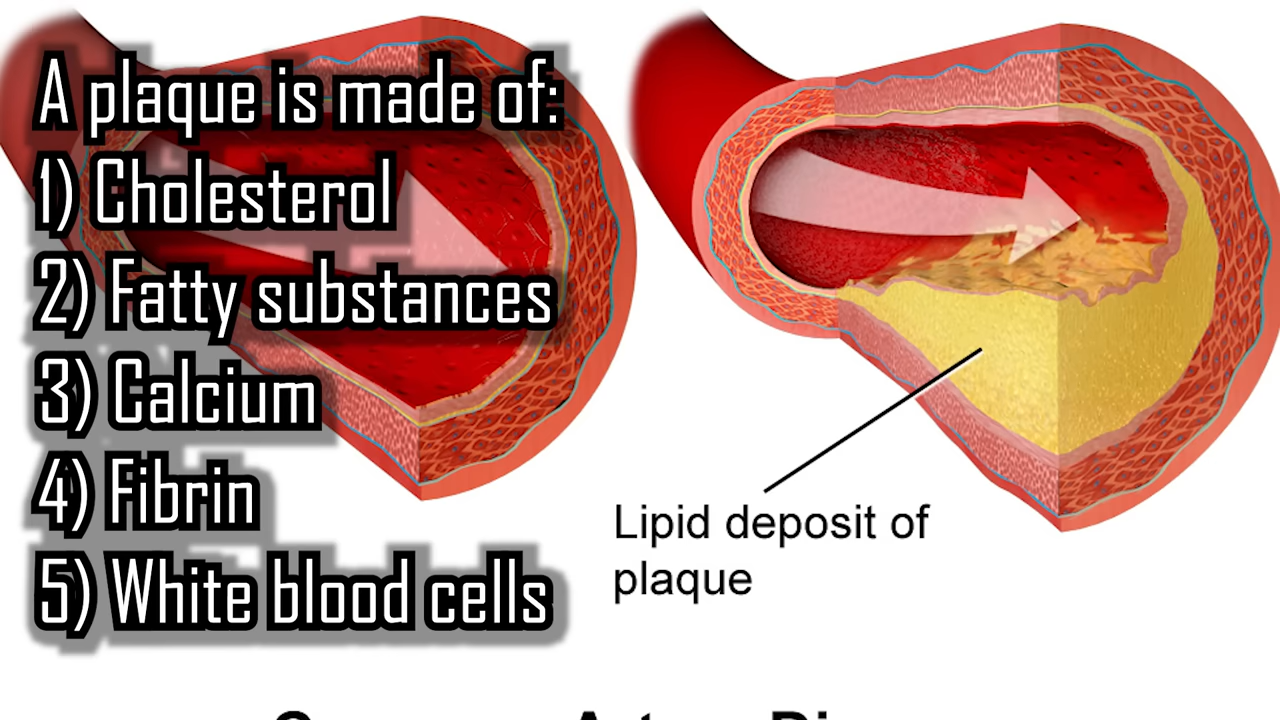 A plaque is made of:
1) Cholesterol
2) Fatty substances
3) Calcium
4) Fibrin
5) White blood cells
Lipid deposit of
plaque